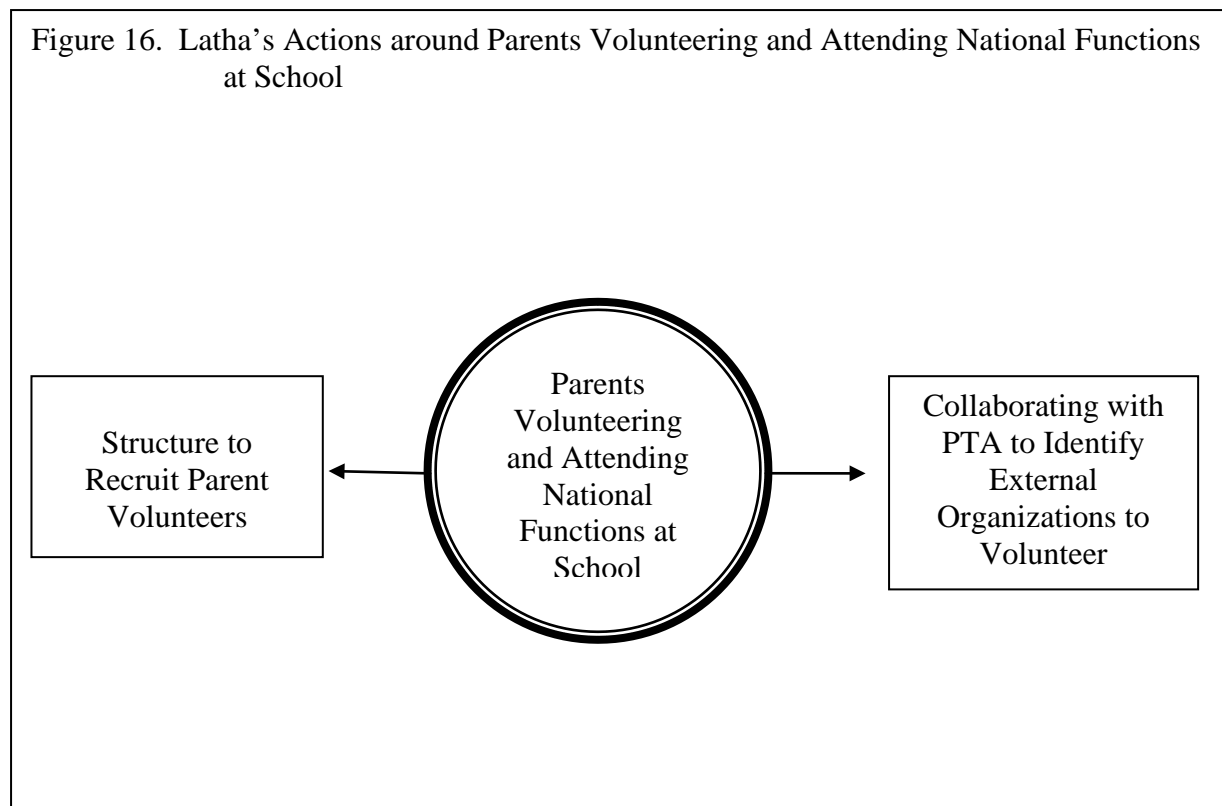 Figure 16.  Latha’s Actions around Parents Volunteering and Attending National Functions
at School
Structure to
Recruit Parent
Volunteers
Parents
Volunteering
and Attending
National
Functions at
School
Collaborating with
PTA to Identify
External
Organizations to
Volunteer